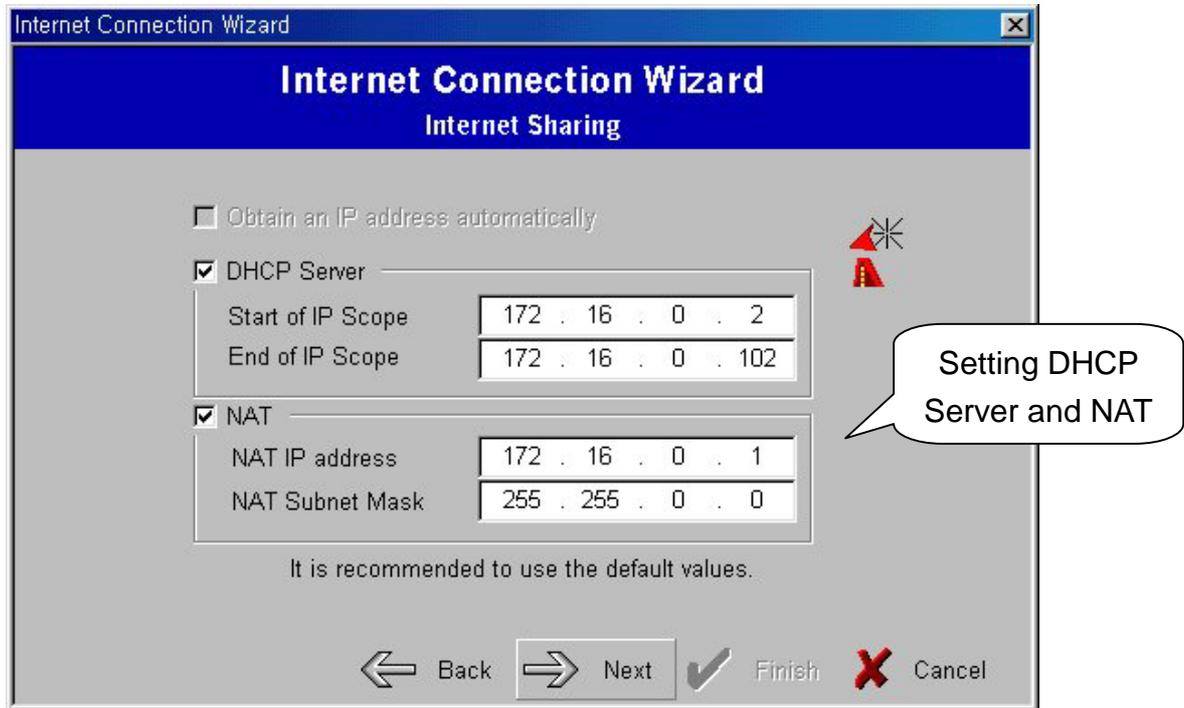 Internet Connection Wizard
Internet Connection Wizard
Internet Sharing
Obtain an IP address automatically
DHCP Server
Start of IP Scope 172 . 16 . 0 . 2
End of IP Scope 172 . 16 . 0 . 102
Setting DHCP
Server and NAT
NAT
NAT IP address 172 . 16 . 0 . 1
NAT Subnet Mask 255 . 255 . 0 . 0
It is recommended to use the default values.
Back Next Finish Cancel